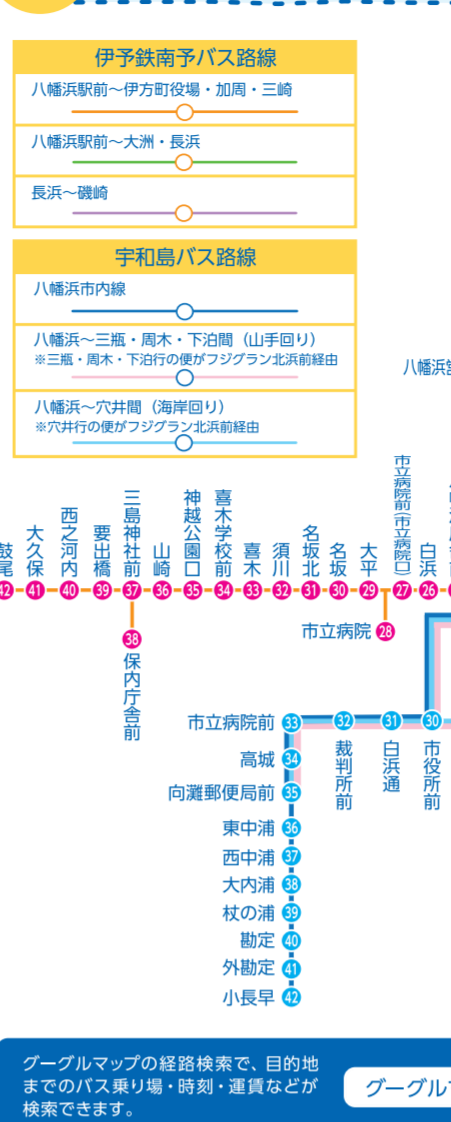 伊予鉄南予バス路線
八幡浜駅前～伊方町役場・加周・三崎
八幡浜駅前～大洲・長浜
長浜～磯崎
宇和島バス路線
八幡浜市内線
八幡浜～三瓶・周木・下泊間（山手回り）
※三瓶・周木・下泊行の便がフジグラン北浜前経由
八幡浜～穴井間（海岸回り）
※穴井行の便がフジグラン北浜前経由
八幡浜
鼓尾
42
大久保
41
西之河内
40
要出橋
39
三島神社前
37
山崎
36
神越公園口
35
喜木学校前
34
喜木
33
須川
32
名坂北
31
名坂
30
大平
29
市立病院前(市立病院口)
27
白浜
26
38
保内庁舎前
市立病院 28
市立病院前 33
32
裁判所前
31
白浜通
30
市役所前
高城 34
向灘郵便局前 35
東中浦 36
西中浦 37
大内浦 38
杖の浦 39
勘定 40
外勘定 41
小長早 42
グーグルマップの経路検索で、目的地
までのバス乗り場・時刻・運賃などが
検索できます。
グーグル